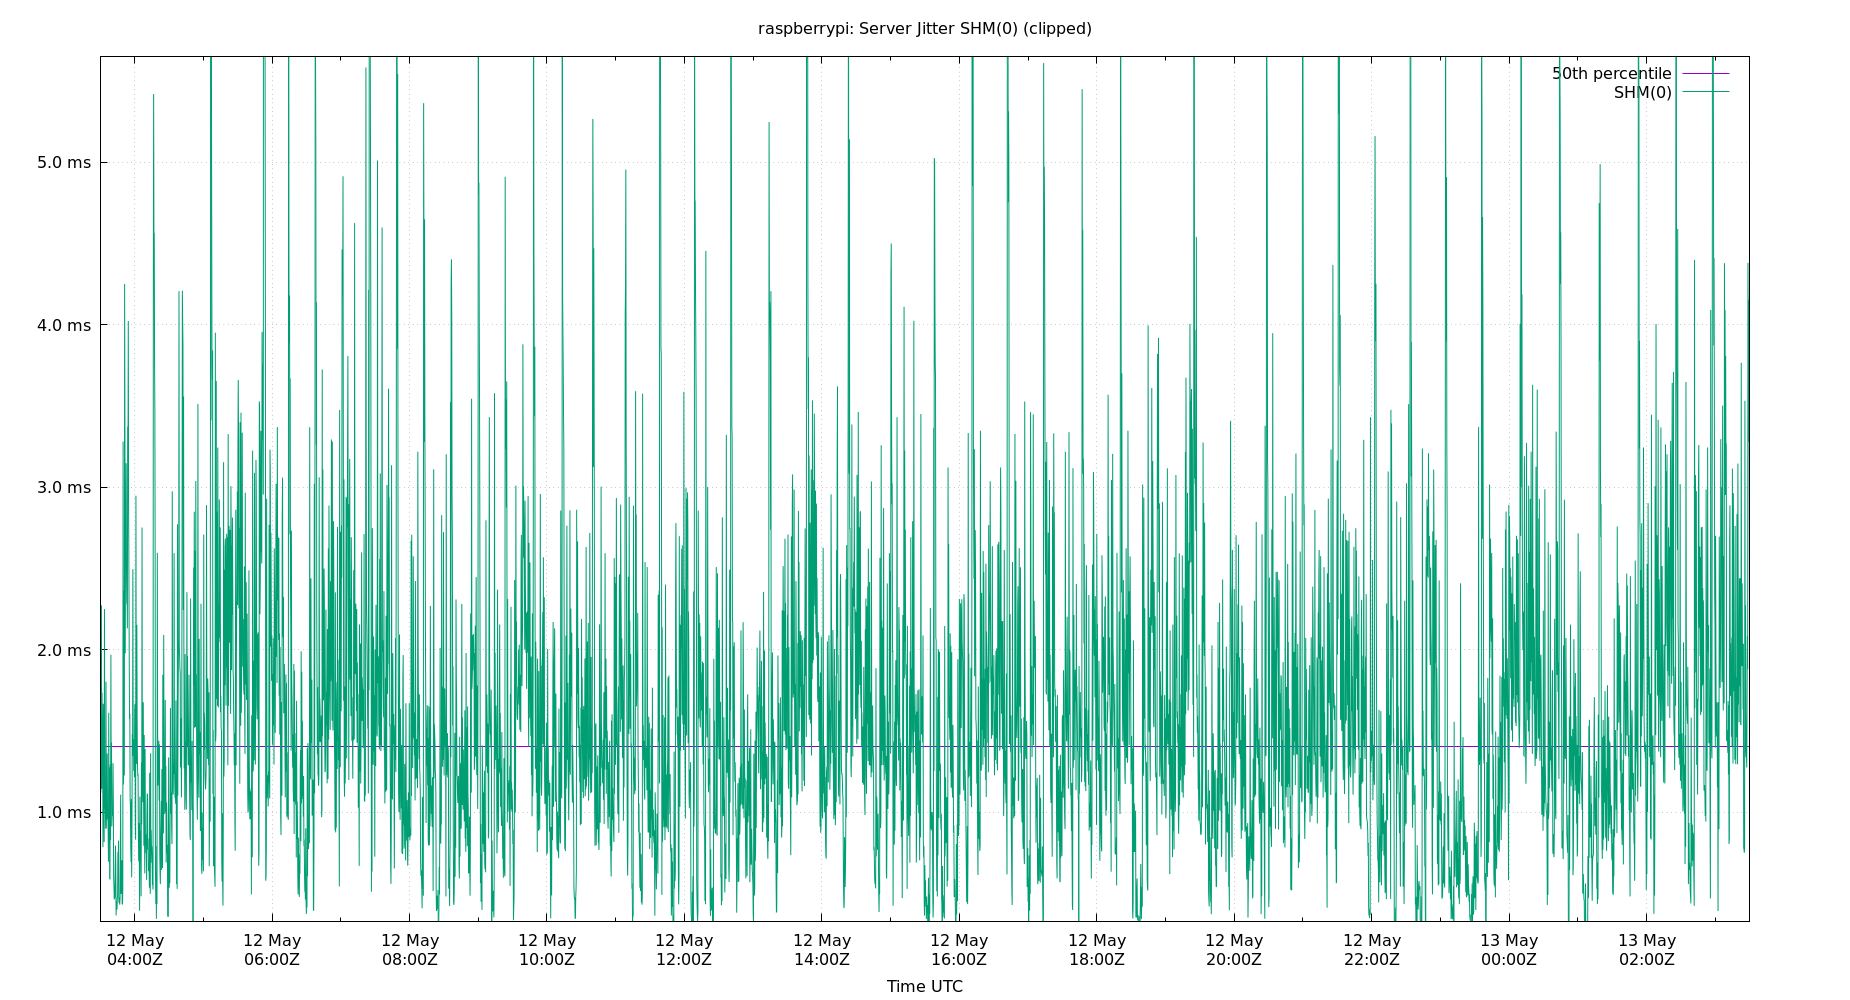 raspberrypi: Server Jitter SHM(0) (clipped)
50th percentile
SHM(0)
5.0 ms
4.0 ms
3.0 ms
2.0 ms
1.0 ms
12 May 12 May 12 May 12 May 12 May 12 May 12 May 12 May 12 May 12 May 13 May 13 May
04:00Z 06:00Z 08:00Z 10:00Z 12:00Z 14:00Z 16:00Z 18:00Z 20:00Z 22:00Z 00:00Z 02:00Z
Time UTC